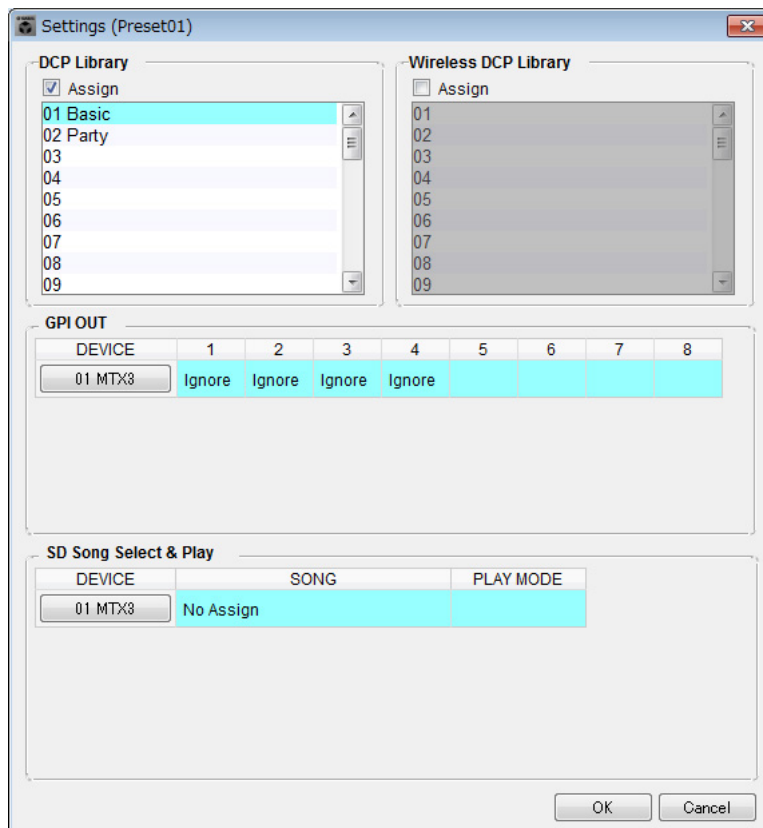 Settings (Preset01)
DCP Library
Assign
01 Basic
02 Party
03
04
05
06
07
08
09
Wireless DCP Library
Assign
01
02
03
04
05
06
07
08
09
GPI OUT
DEVICE 1 2 3 4 5 6 7 8
01 MTX3 Ignore Ignore Ignore Ignore
SD Song Select & Play
DEVICE SONG PLAY MODE
01 MTX3 No Assign
OK Cancel